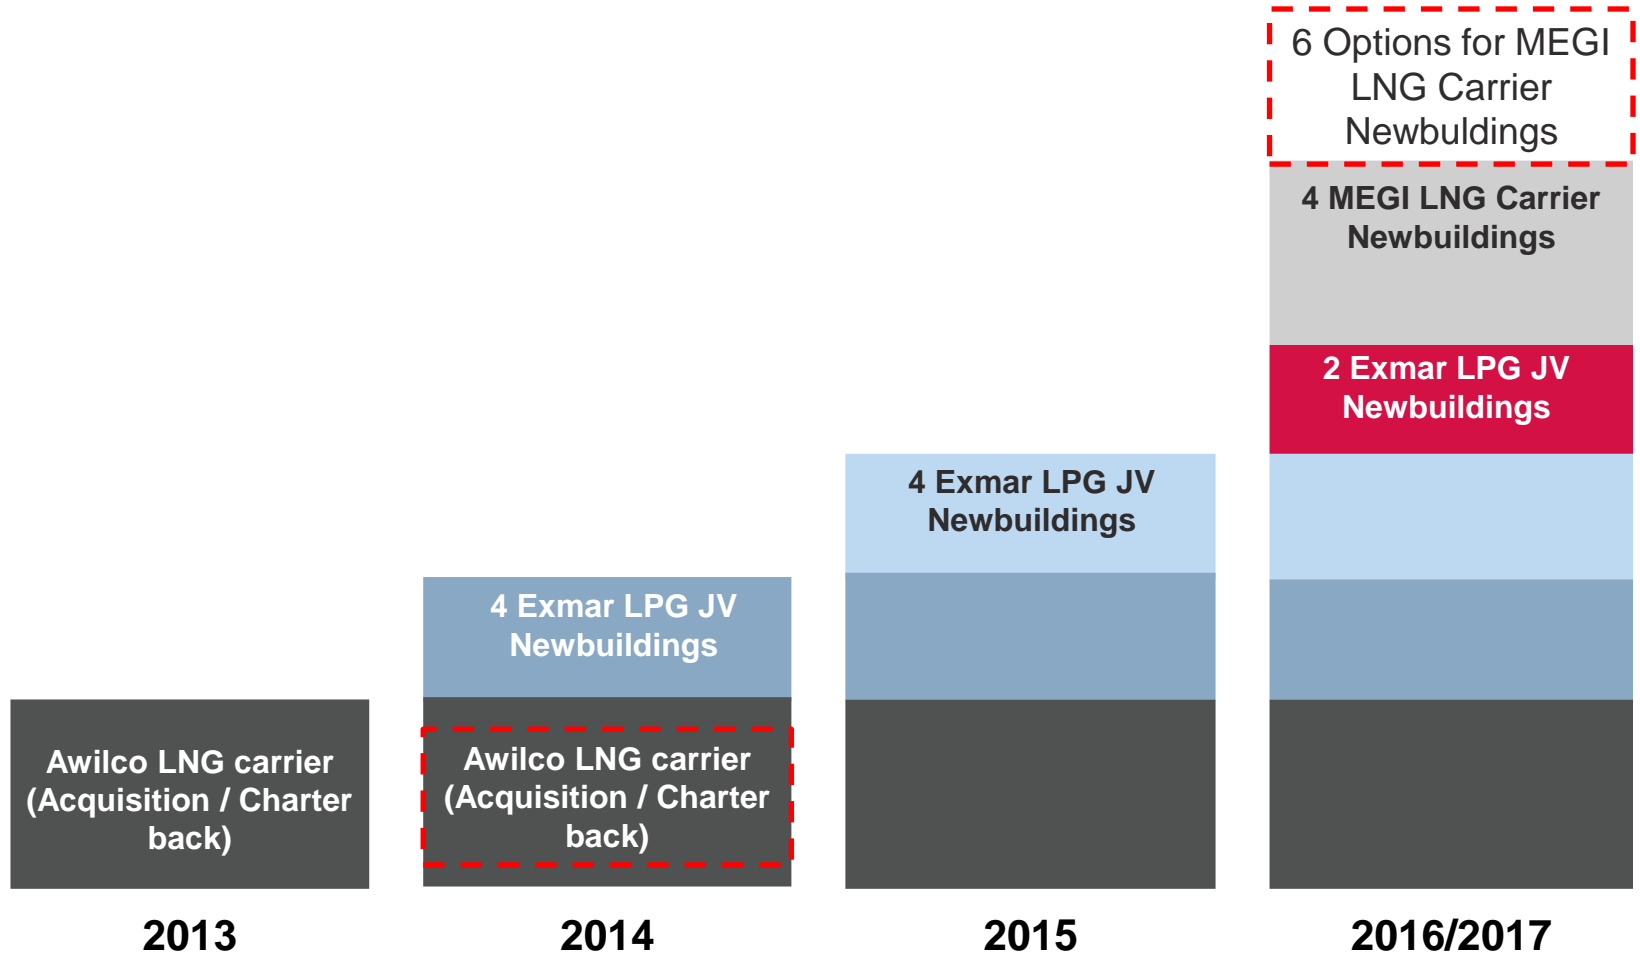 6 Options for MEGI
LNG Carrier
Newbuldings
4 MEGI LNG Carrier
Newbuildings
2 Exmar LPG JV
Newbuildings
4 Exmar LPG JV
Newbuildings
4 Exmar LPG JV
Newbuildings
Awilco LNG carrier
(Acquisition / Charter
back)
Awilco LNG carrier
(Acquisition / Charter
back)
2013
2014
2015
2016/2017